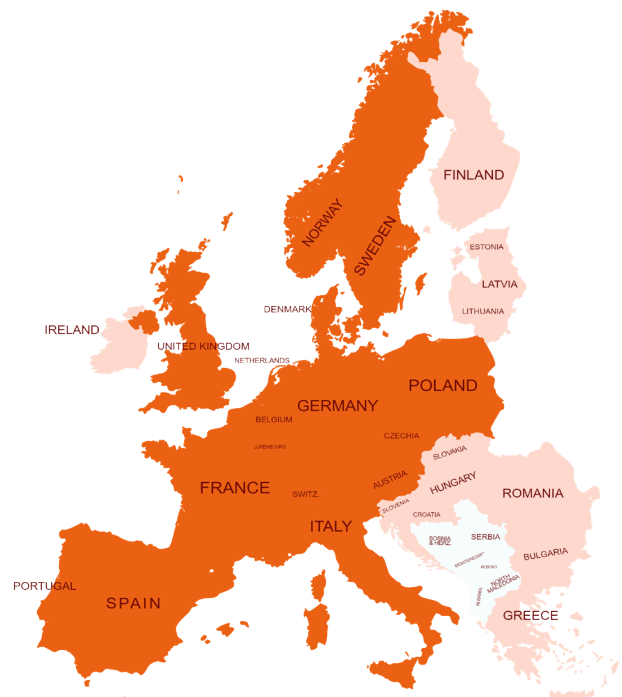 FINLAND
NORWAY
SWEDEN
ESTONIA
LATVIA
LITHUANIA
DENMARK
IRELAND
UNITED KINGDOM
NETHERLANDS
POLAND
GERMANY
BELGIUM
CZECHIA
LUXEMBOURG
SLOVAKIA
AUSTRIA
HUNGARY
FRANCE
SWITZ.
ROMANIA
SLOVENIA
CROATIA
ITALY
BOSNIA
& HERZ.
SERBIA
BULGARIA
MONTENEGRO
KOSOVO
NORTH
MACEDONIA
PORTUGAL
SPAIN
ALBANIA
GREECE